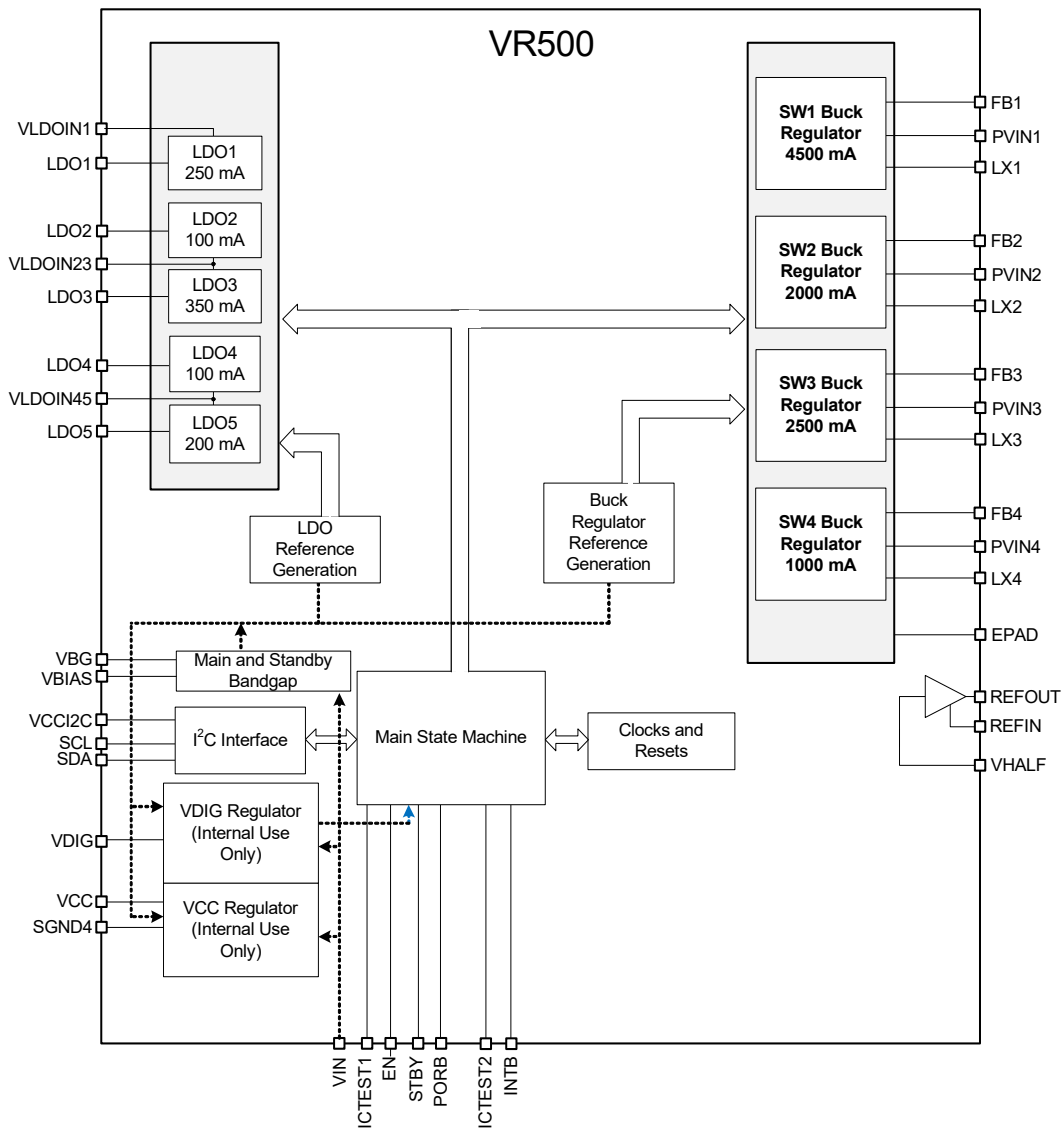 VR500
VLDOIN1
LDO1
LDO2
VLDOIN23
LDO3
LDO4
VLDOIN45
LDO5
LDO1
250 mA
LDO2
100 mA
LDO3
350 mA
LDO4
100 mA
LDO5
200 mA
SW1 Buck
Regulator
4500 mA
SW2 Buck
Regulator
2000 mA
SW3 Buck
Regulator
2500 mA
SW4 Buck
Regulator
1000 mA
FB1
PVIN1
LX1
FB2
PVIN2
LX2
FB3
PVIN3
LX3
FB4
PVIN4
LX4
EPAD
REFOUT
REFIN
VHALF
LDO
Reference
Generation
Buck
Regulator
Reference
Generation
VBG
VBIAS
VCCI2C
SCL
SDA
VDIG
VCC
SGND4
Main and Standby
Bandgap
I²C Interface
Main State Machine
Clocks and
Resets
VDIG Regulator
(Internal Use
Only)
VCC Regulator
(Internal Use
Only)
VIN
ICTEST1
EN
STBY
PORB
ICTEST2
INTB